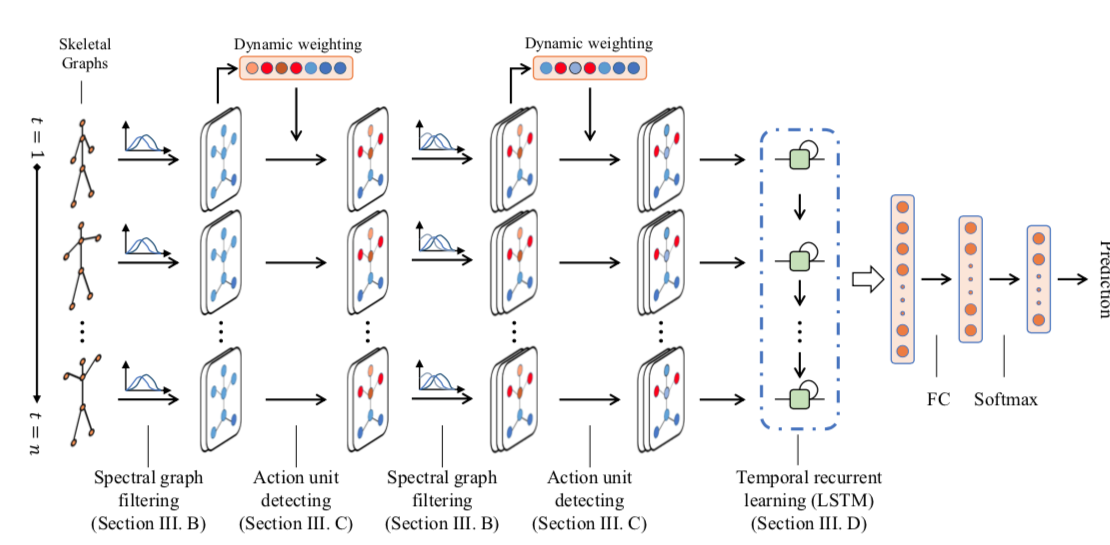 Skeletal
Graphs
Dynamic weighting
Dynamic weighting
t = 1
t = n
Spectral graph
filtering
(Section III. B)
Action unit
detecting
(Section III. C)
Spectral graph
filtering
(Section III. B)
Action unit
detecting
(Section III. C)
Temporal recurrent
learning (LSTM)
(Section III. D)
FC
Softmax
Prediction